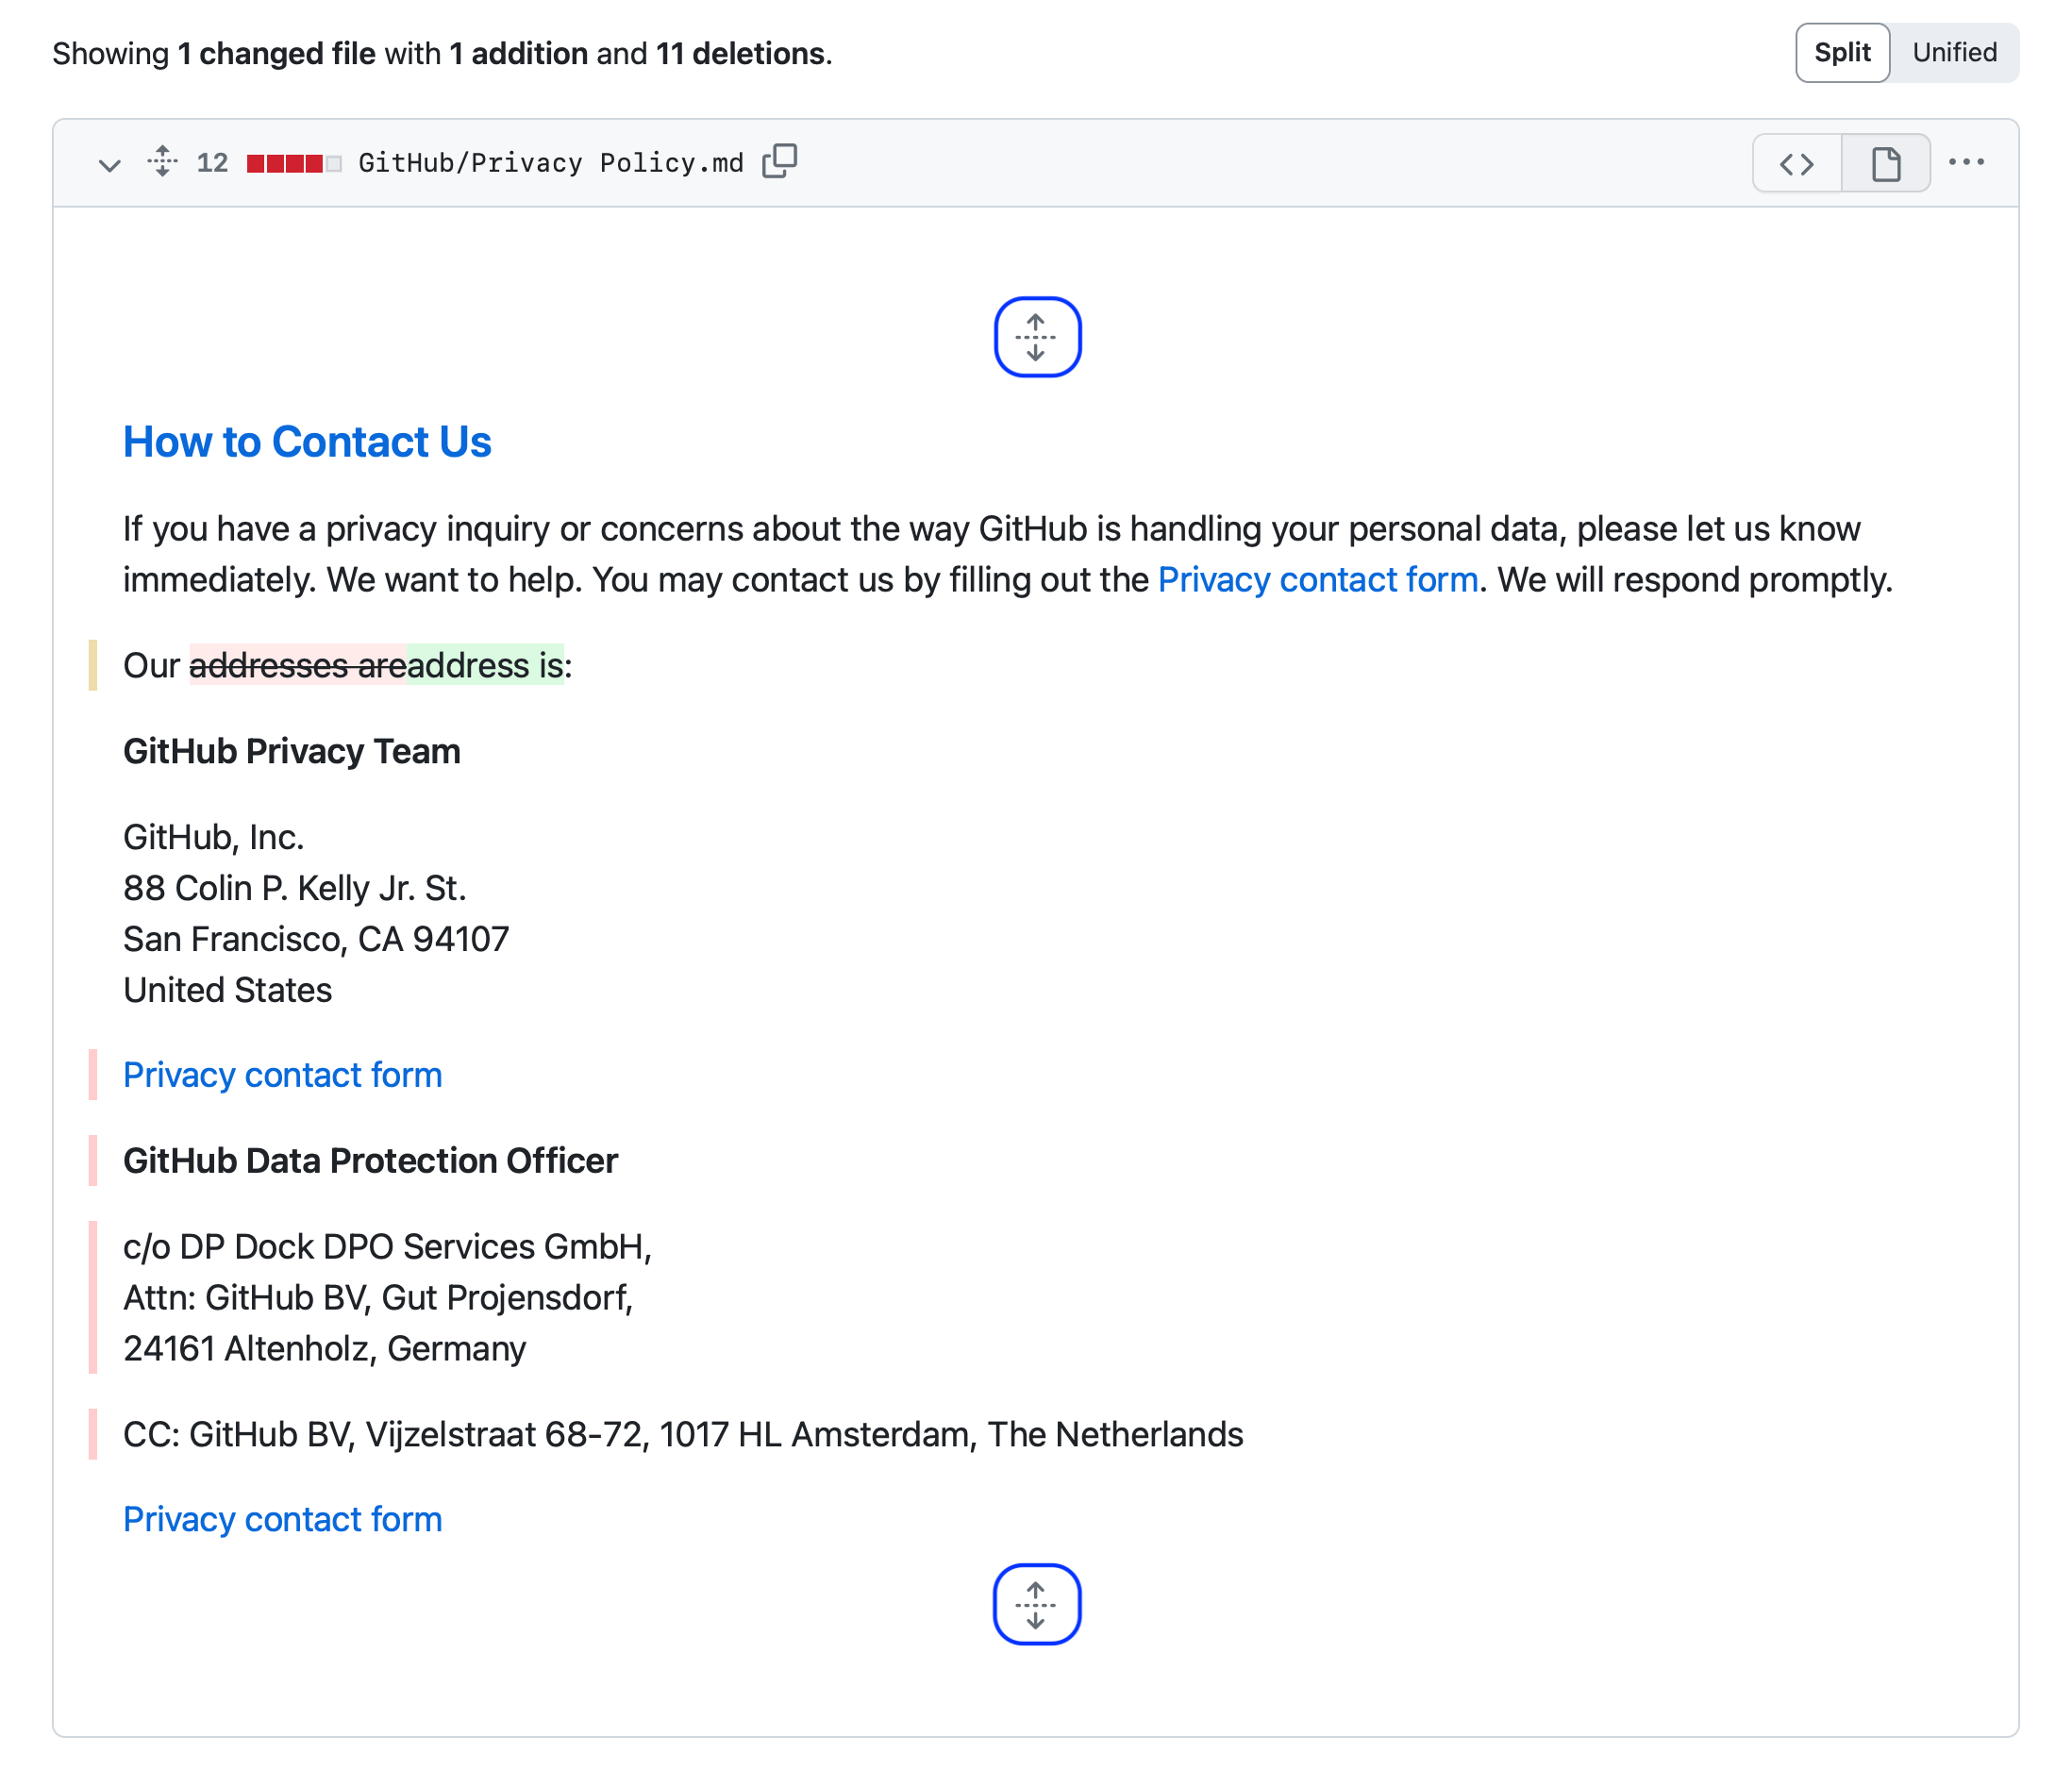 Showing 1 changed file with 1 addition and 11 deletions.
Split Unified
12 GitHub/Privacy Policy.md
How to Contact Us
If you have a privacy inquiry or concerns about the way GitHub is handling your personal data, please let us know
immediately. We want to help. You may contact us by filling out the Privacy contact form. We will respond promptly.
Our addresses areaddress is:
GitHub Privacy Team
GitHub, Inc.
88 Colin P. Kelly Jr. St.
San Francisco, CA 94107
United States
Privacy contact form
GitHub Data Protection Officer
c/o DP Dock DPO Services GmbH,
Attn: GitHub BV, Gut Projensdorf,
24161 Altenholz, Germany
CC: GitHub BV, Vijzelstraat 68-72, 1017 HL Amsterdam, The Netherlands
Privacy contact form